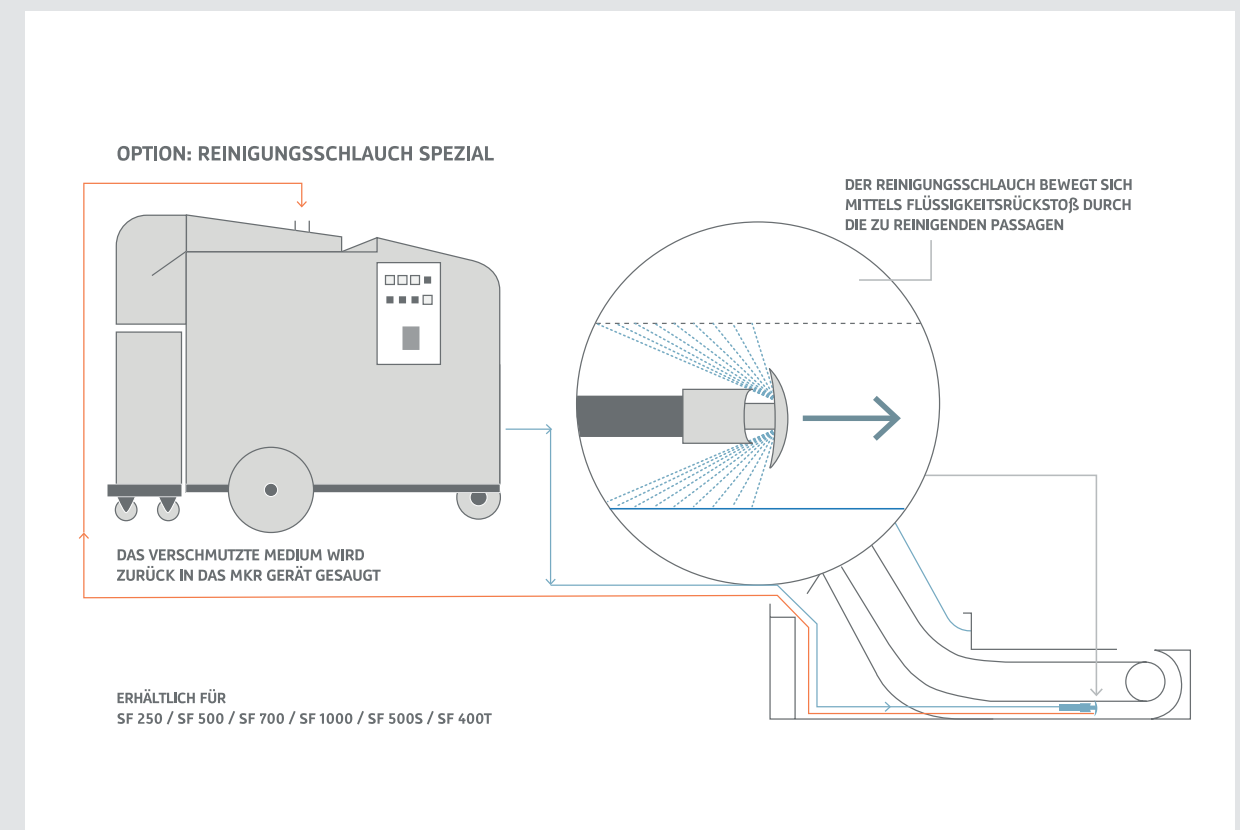 OPTION: REINIGUNGSSCHLAUCH SPEZIAL
DER REINIGUNGSSCHLAUCH BEWEGT SICH
MITTELS FLÜSSIGKEITSRÜCKSTOß DURCH
DIE ZU REINIGENDEN PASSAGEN
DAS VERSCHMUTZTE MEDIUM WIRD
ZURÜCK IN DAS MKR GERÄT GESAUGT
ERHÄLTLICH FÜR
SF 250 / SF 500 / SF 700 / SF 1000 / SF 500S / SF 400T